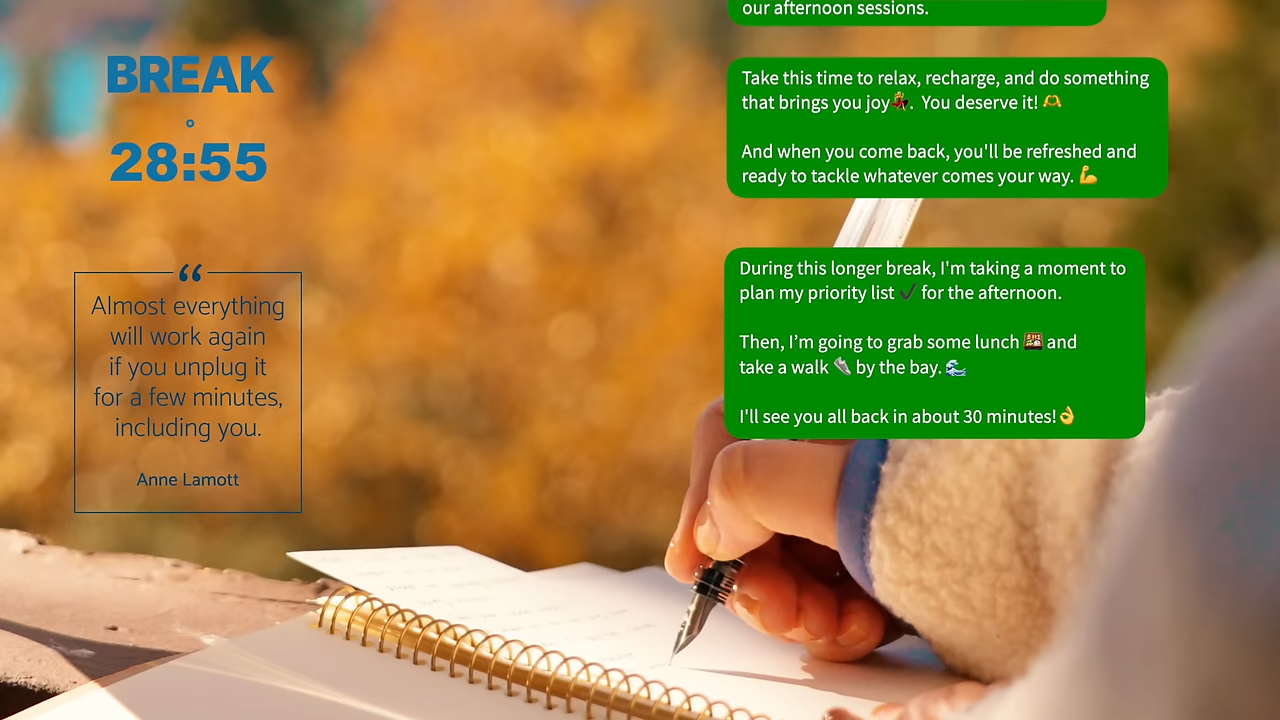 BREAK
28:55
“
Almost everything
will work again
if you unplug it
for a few minutes,
including you.
Anne Lamott
our afternoon sessions.
Take this time to relax, recharge, and do something
that brings you joy💃. You deserve it! 🫶
And when you come back, you'll be refreshed and
ready to tackle whatever comes your way. 💪
During this longer break, I'm taking a moment to
plan my priority list ✔️ for the afternoon.
Then, I’m going to grab some lunch 🍱 and
take a walk 👟 by the bay. 🌊
I'll see you all back in about 30 minutes!👌